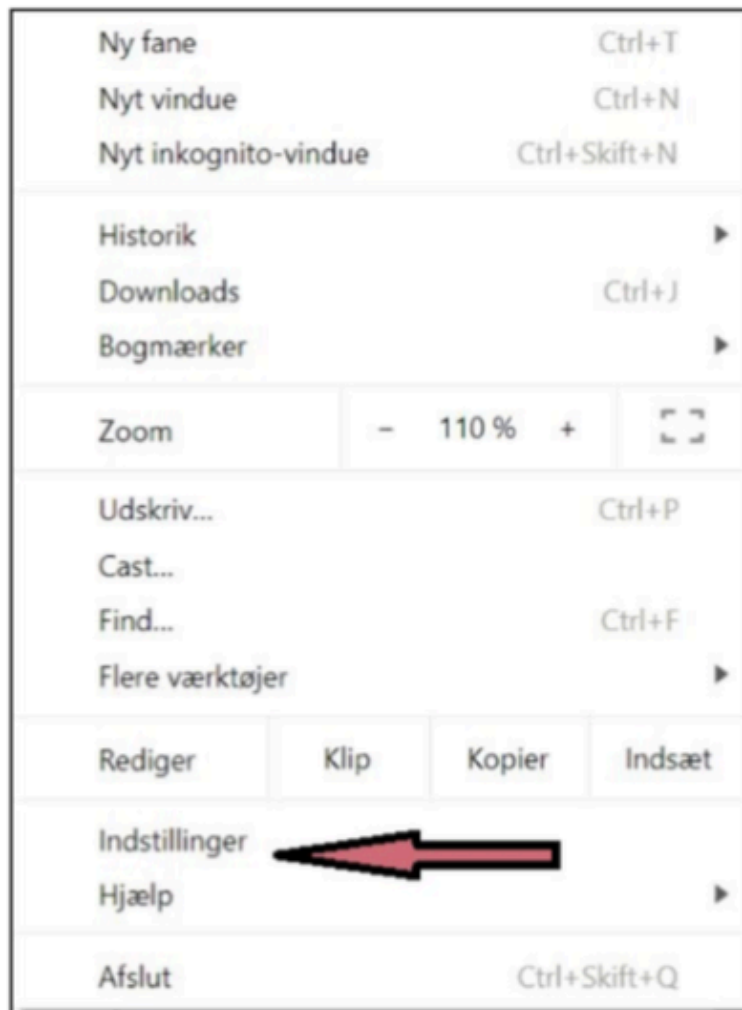 Ny fane Ctrl+T
Nyt vindue Ctrl+N
Nyt inkognito-vindue Ctrl+Skift+N
Historik
Downloads Ctrl+J
Bogmærker
Zoom - 110 % +
Udskriv... Ctrl+P
Cast...
Find... Ctrl+F
Flere værktøjer
Rediger Klip Kopier Indsæt
Indstillinger
Hjælp
Afslut Ctrl+Skift+Q